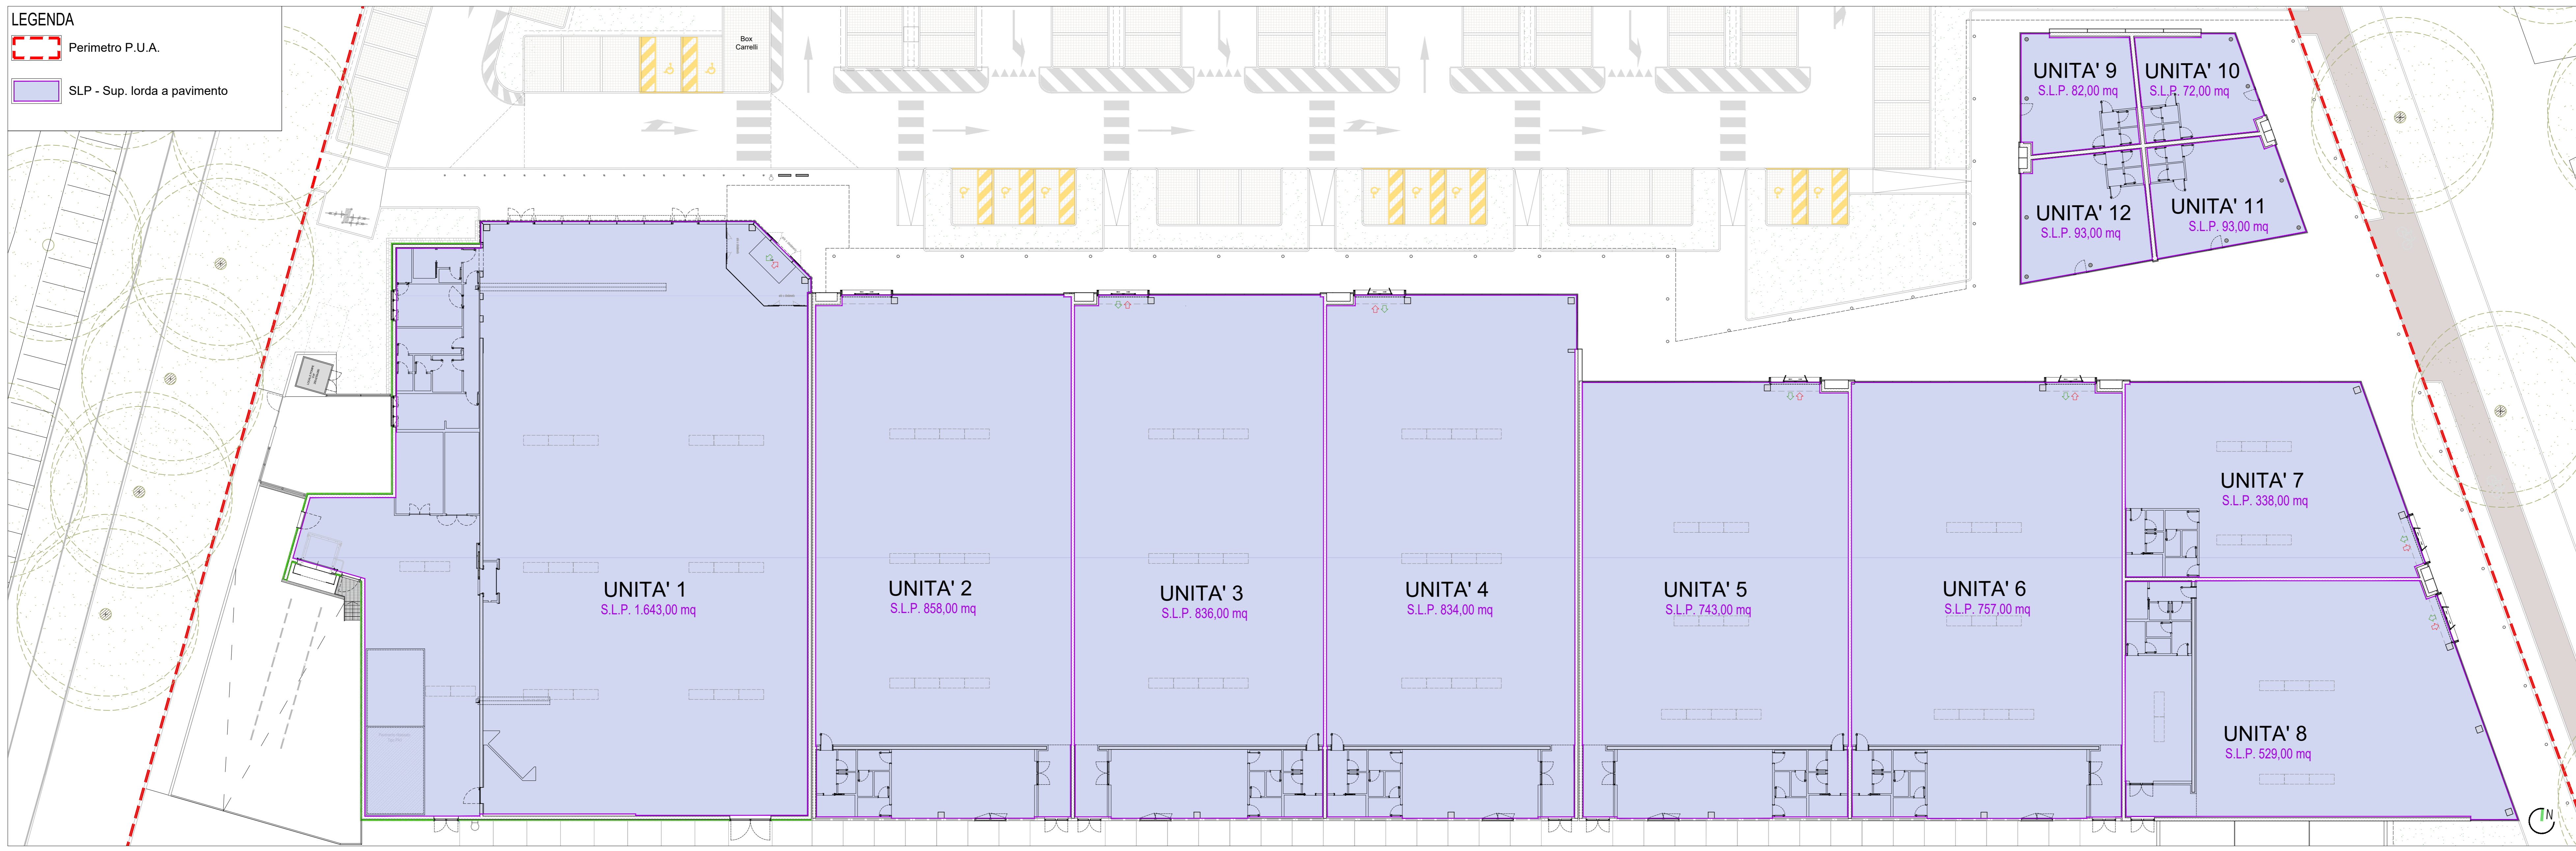 LEGENDA
Perimetro P.U.A.
SLP - Sup. lorda a pavimento
Box
Carrelli
UNITA' 9
S.L.P. 82,00 mq
UNITA' 10
S.L.P. 72,00 mq
UNITA' 12
S.L.P. 93,00 mq
UNITA' 11
S.L.P. 93,00 mq
UNITA' 7
S.L.P. 338,00 mq
UNITA' 1
S.L.P. 1.643,00 mq
UNITA' 2
S.L.P. 858,00 mq
UNITA' 3
S.L.P. 836,00 mq
UNITA' 4
S.L.P. 834,00 mq
UNITA' 5
S.L.P. 743,00 mq
UNITA' 6
S.L.P. 757,00 mq
UNITA' 8
S.L.P. 529,00 mq
N